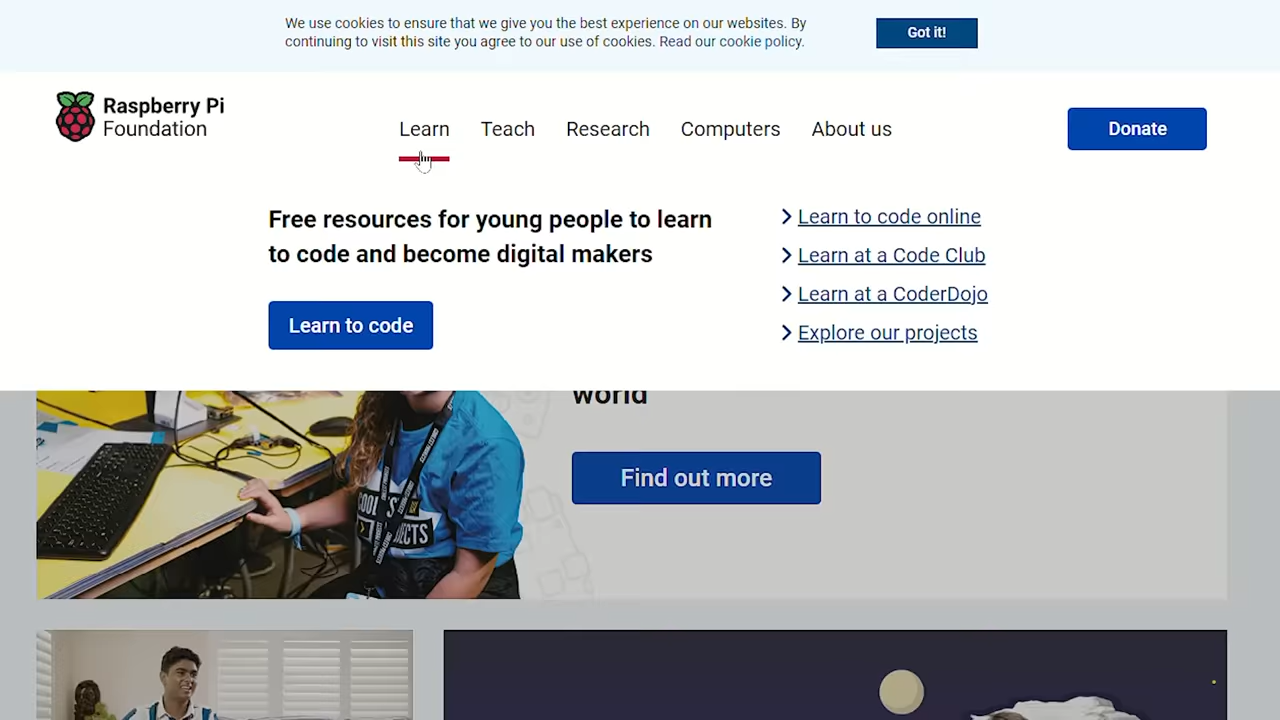 We use cookies to ensure that we give you the best experience on our websites. By
continuing to visit this site you agree to our use of cookies. Read our cookie policy.
Got it!
Raspberry Pi
Foundation
Learn
Teach
Research
Computers
About us
Donate
Free resources for young people to learn
to code and become digital makers
Learn to code
Learn to code online
Learn at a Code Club
Learn at a CoderDojo
Explore our projects
world
Find out more